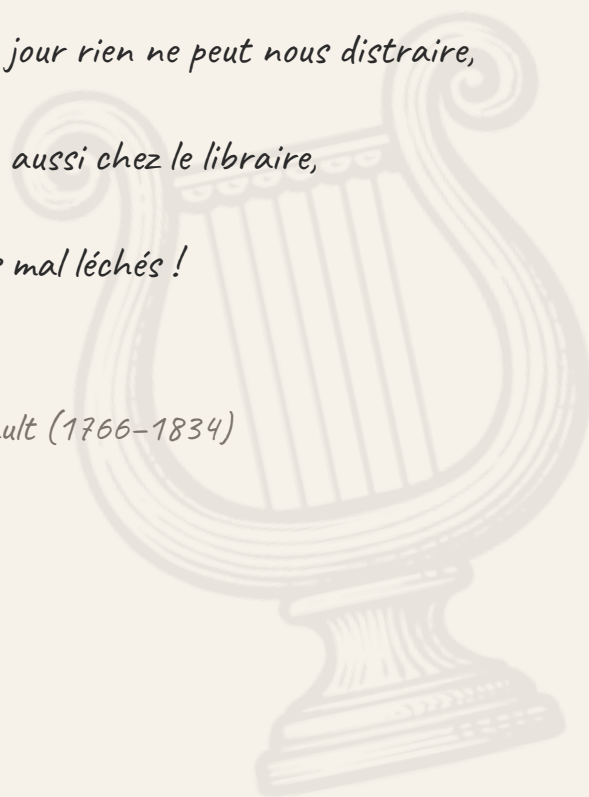 jour rien ne peut nous distraire,
aussi chez le libraire,
mal léchés !
ult (1766–1834)